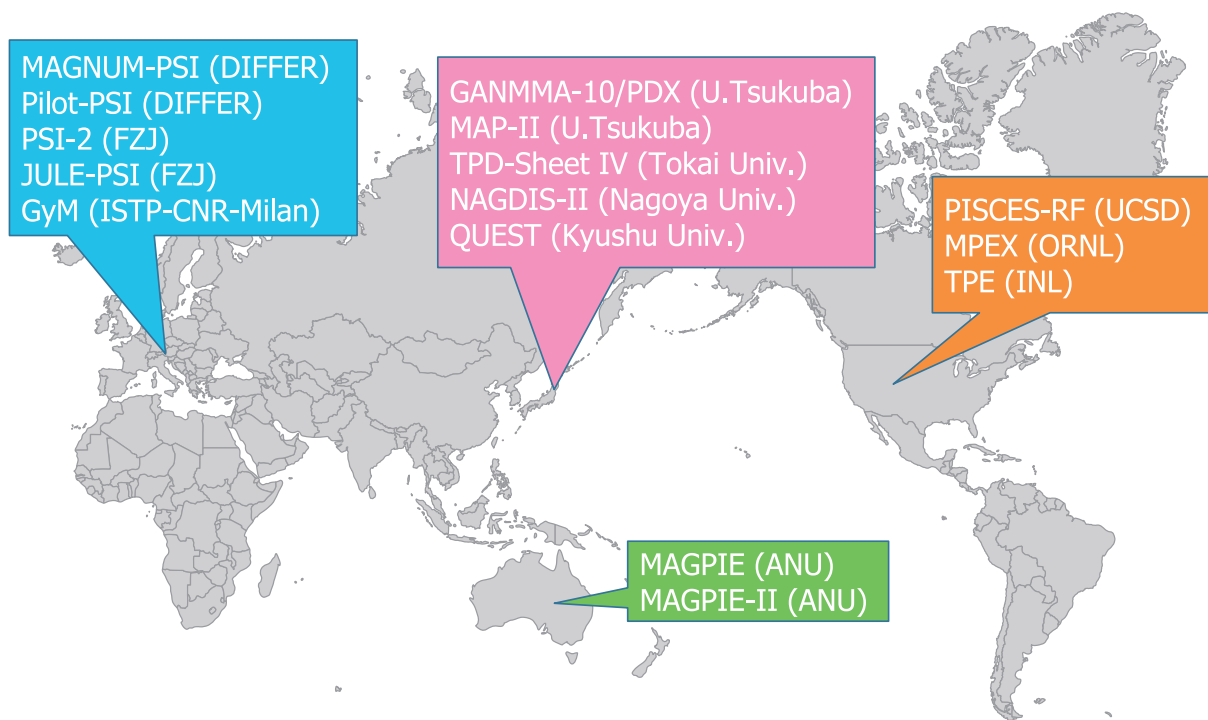 MAGNUM-PSI (DIFFER)
Pilot-PSI (DIFFER)
PSI-2 (FZJ)
JULE-PSI (FZJ)
GyM (ISTP-CNR-Milan)
GANMMA-10/PDX (U.Tsukuba)
MAP-II (U.Tsukuba)
TPD-Sheet IV (Tokai Univ.)
NAGDIS-II (Nagoya Univ.)
QUEST (Kyushu Univ.)
PISCES-RF (UCSD)
MPEX (ORNL)
TPE (INL)
MAGPIE (ANU)
MAGPIE-II (ANU)